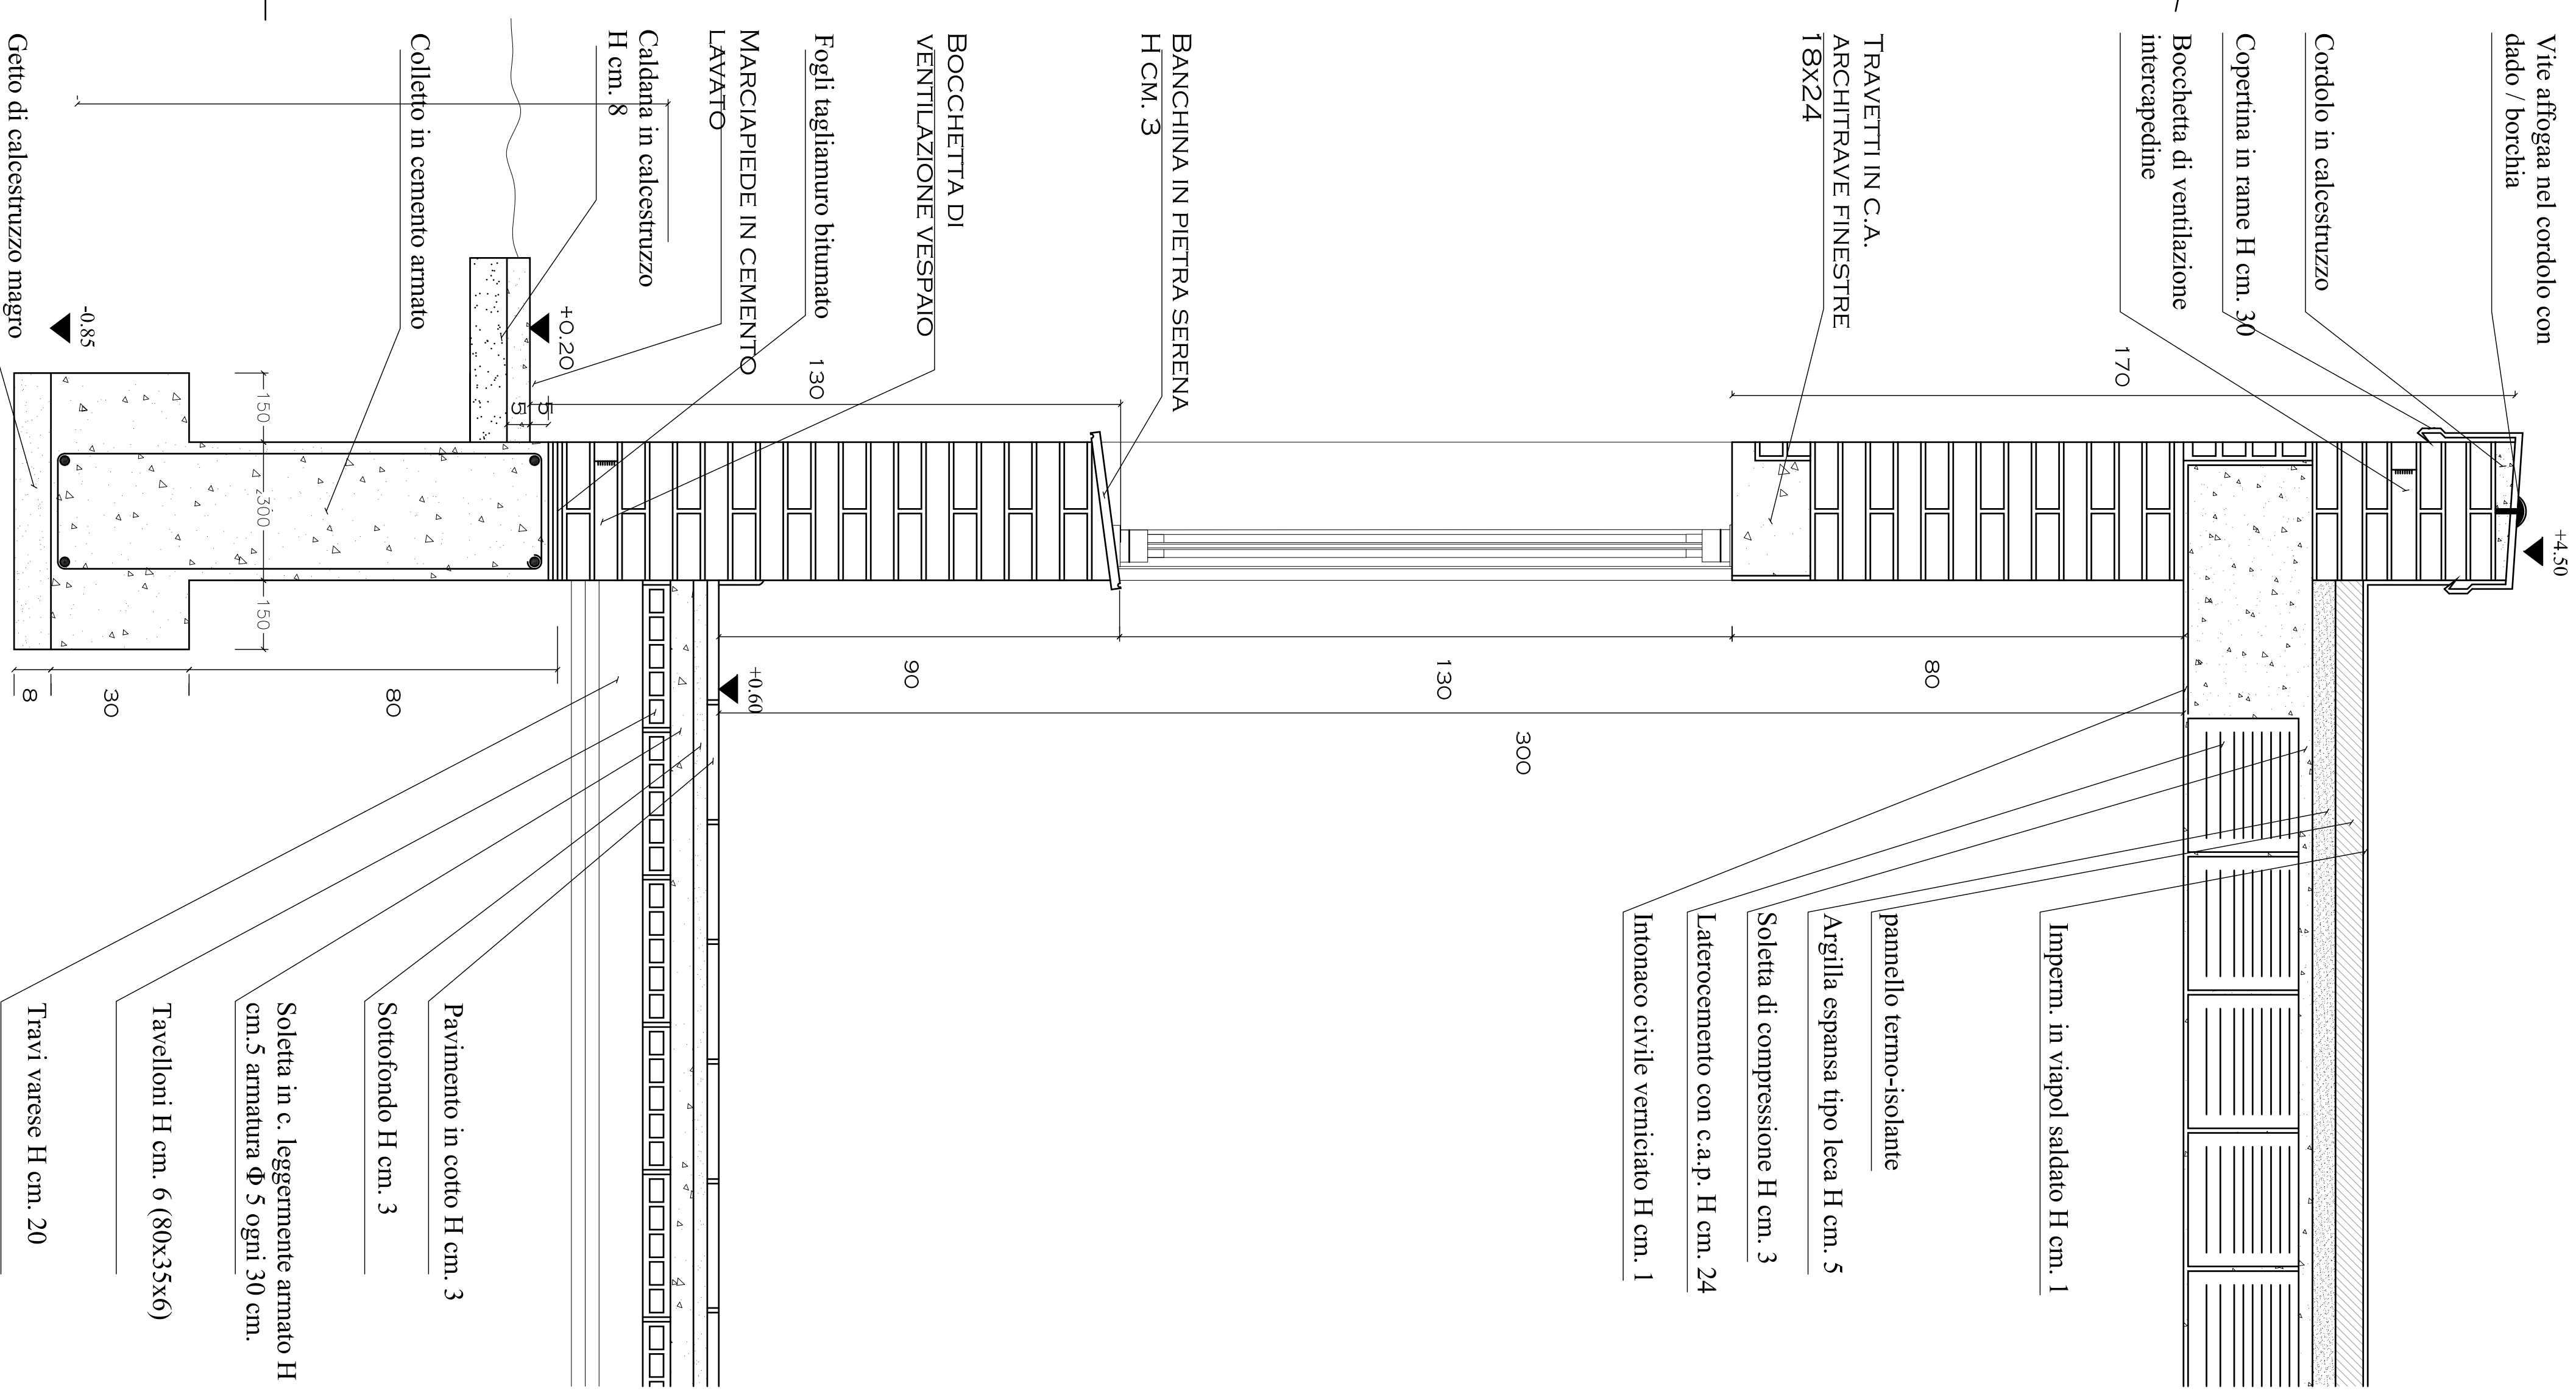 Vite affogaa nel cordolo con
dado / borchia
Cordolo in calcestruzzo
Copertina in rame H cm. 30
Bocchetta di ventilazione
intercapedine
+4.50
170
TRAVETTI IN C.A.
ARCHITRAVE FINESTRE
18x24
Imperm. in viapol saldato H cm. 1
pannello termo-isolante
Argilla espansa tipo leca H cm. 5
Soletta di compressione H cm. 3
Laterocemento con c.a.p. H cm. 24
Intonaco civile verniciato H cm. 1
80
300
130
90
BANCHINA IN PIETRA SERENA
H CM. 3
BOCCHETTA DI
VENTILAZIONE VESPAIO
Fogli tagliamuro bitumato
130
MARCIAPIEDE IN CEMENTO
LAVATO
Caldana in calcestruzzo
H cm. 8
+0.20
5
5
+0.60
Colletto in cemento armato
Getto di calcestruzzo magro
-0.85
150
300
150
80
30
8
Pavimento in cotto H cm. 3
Sottofondo H cm. 3
Soletta in c. leggermente armato H
cm.5 armatura Φ 5 ogni 30 cm.
Tavelloni H cm. 6 (80x35x6)
Travi varese H cm. 20